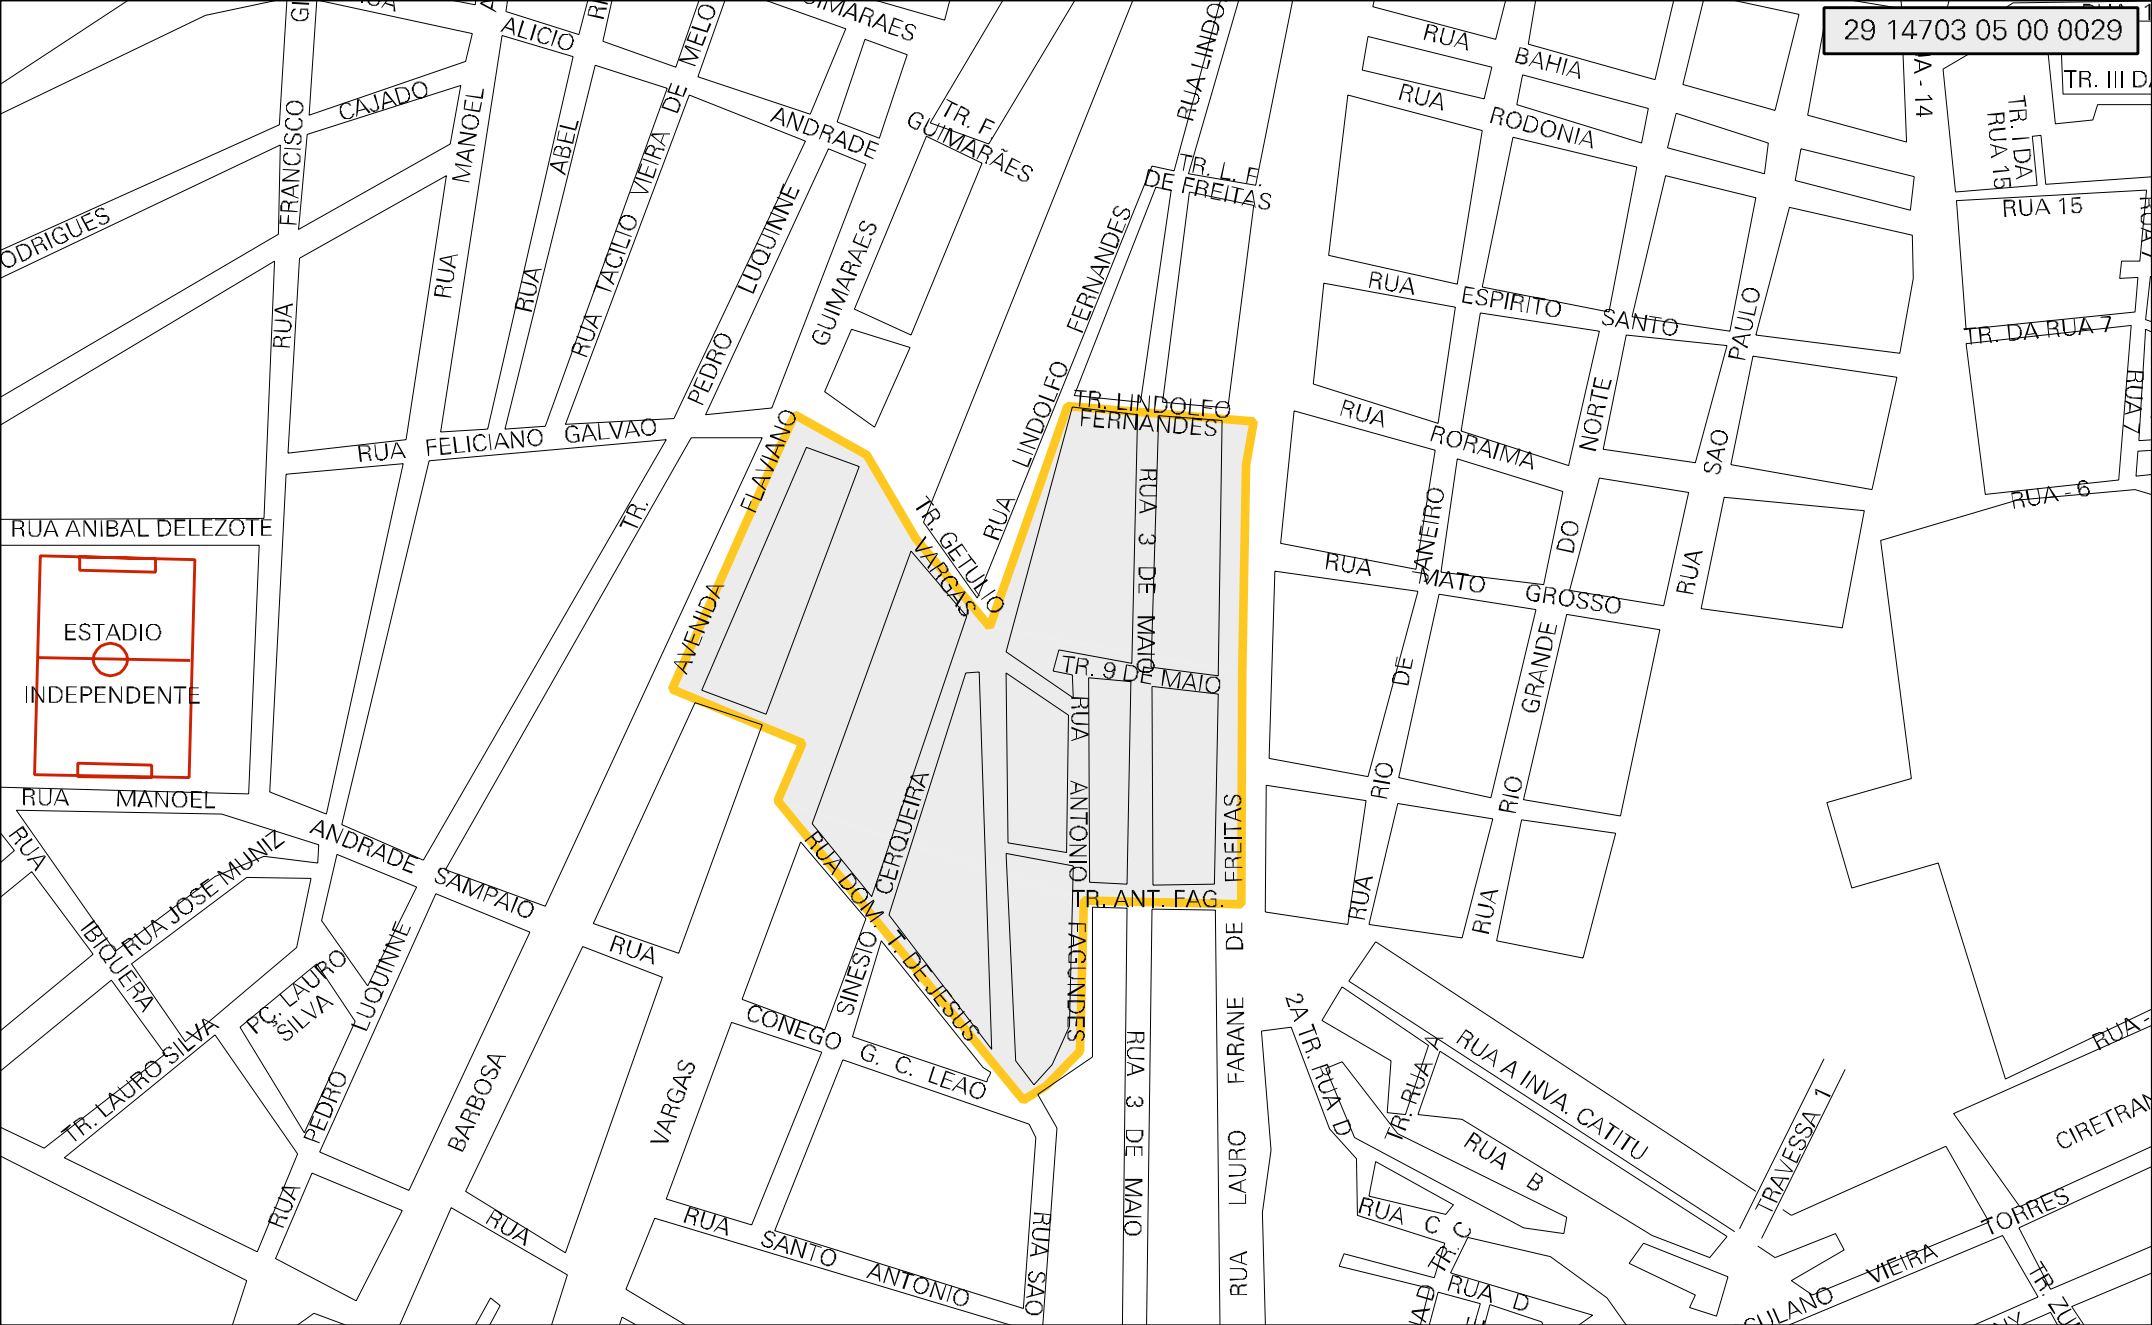 29 14703 05 00 0029
ALICIO
GUIMARAES
MELO
RUA LINDO
RUA
BAHIA
TR. III DA
CAJADO
FRANCISCO
MANOEL
ABEL
DE
VIEIRA
ANDRADE
TR. F.
GUIMARÃES
RUA
RODONIA
A - 14
TR. I DA
RUA 15
TR. L. F.
DE FREITAS
RUA 15
ODRIGUES
RUA
RUA
RUA
TACILIO
RUA
LUQUINNE
PEDRO
GUIMARAES
FERNANDES
LINDOLFO
RUA
RUA
ESPIRITO
SANTO
PAULO
TR. DA RUA 7
RUA 7
RUA FELICIANO GALVAO
FLAVIANO
AVENIDA
TR. LINDOLFO
FERNANDES
RUA
RORAIMA
NORTE
SAO
RUA
RUA - 6
RUA ANIBAL DELEZOTE
TR.
TR. GETULIO
VARGAS
RUA 3 DE MAIO
JANEIRO
DO
RUA
MATO
GROSSO
ESTADIO
INDEPENDENTE
TR. 9 DE MAIO
DE
GRANDE
RUA
ANTONIO
FAGUNDES
RIO
RIO
RUA
RUA
RUA MANOEL
ANDRADE
SAMPAIO
RUA
IBIQUERA
RUA JOSE MUNIZ
CERQUEIRA
SINESIO
RUA DOM. T. DE JESUS
FREITAS
TR. ANT. FAG.
DE
FARANE
LAURO
RUA
PÇ. LAURO
SILVA
LUQUINNE
PEDRO
RUA
TR. LAURO SILVA
RUA
BARBOSA
VARGAS
CONEGO
G. C. LEAO
RUA 3 DE MAIO
2A TR. RUA D
TR. RUA A
RUA A INVA. CATITU
RUA B
TRAVESSA 1
RUA -
CIRETRAN
RUA
RUA
SANTO
ANTONIO
RUA SAO
RUA C
TR. C
RUA D
SULANO
VIEIRA
TORRES
TR. ZU